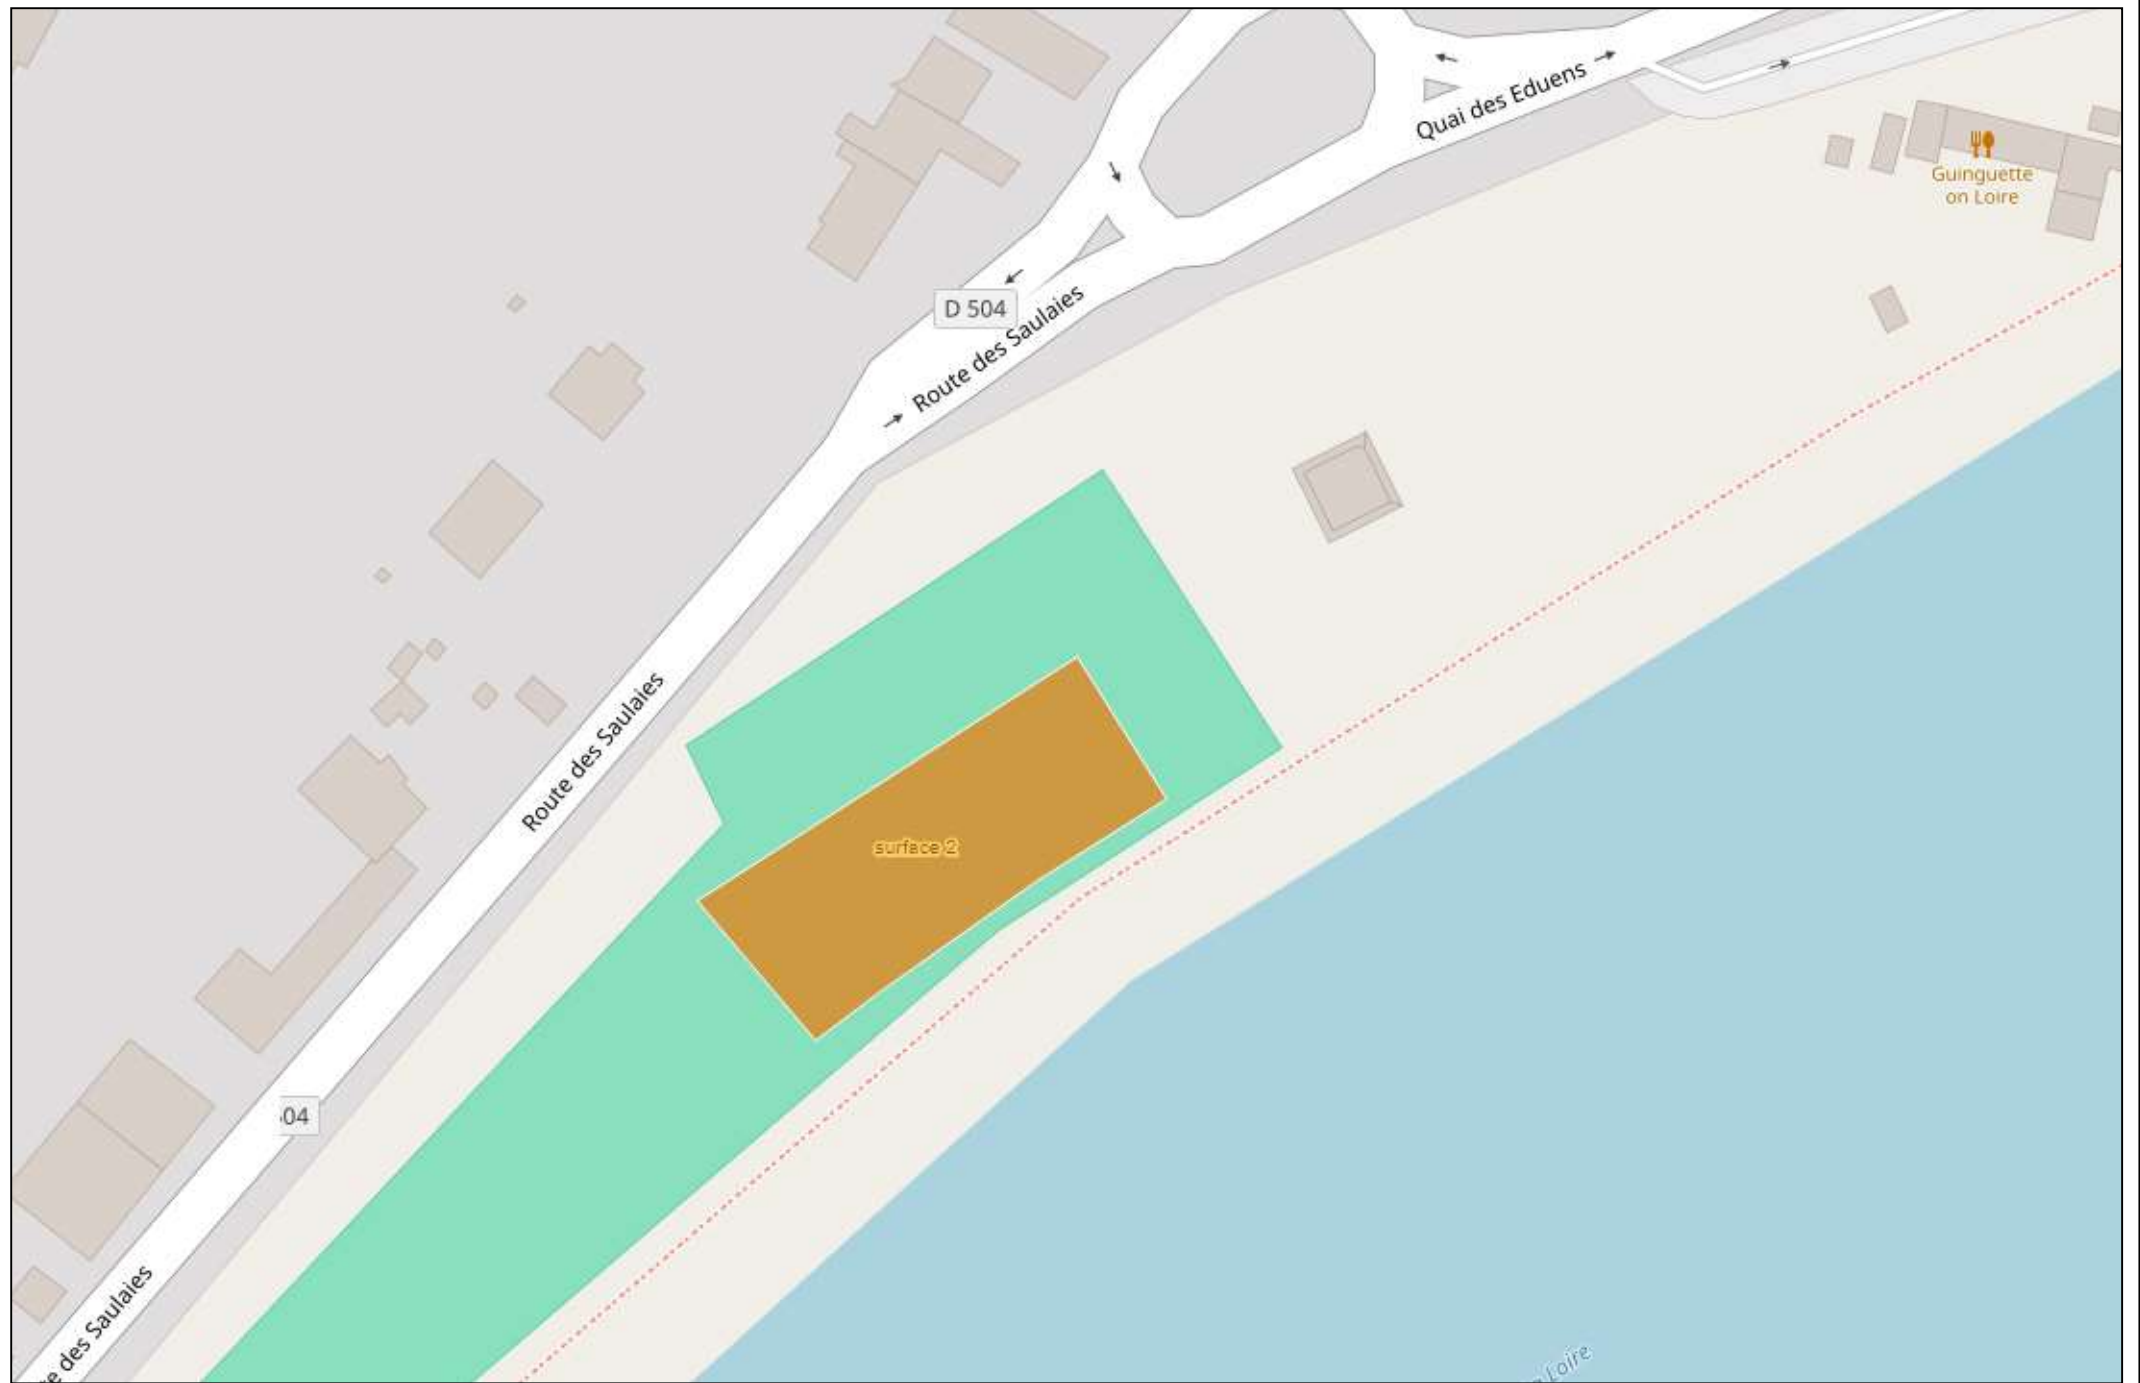 Quai des Eduens
Guinguette
on Loire
D 504
Route des Saulaies
Route des Saulaies
surface 2
04
des Saulaies
Loire